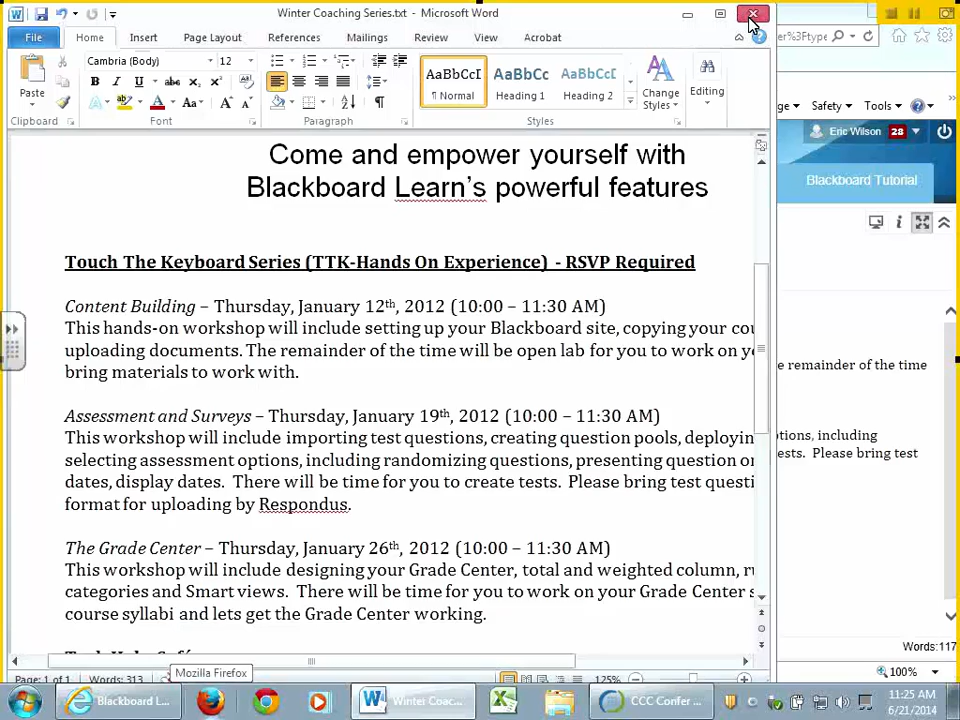 Winter Coaching Series.txt - Microsoft Word
File Home Insert Page Layout References Mailings Review View Acrobat
Cambria (Body) 12
AaBbCcI AaBbCc AaBbCc
¶ Normal Heading 1 Heading 2
Paste Change Styles Editing
Clipboard Font Paragraph Styles
Come and empower yourself with
Blackboard Learn's powerful features
Touch The Keyboard Series (TTK-Hands On Experience) - RSVP Required
Content Building – Thursday, January 12th, 2012 (10:00 – 11:30 AM)
This hands-on workshop will include setting up your Blackboard site, copying your cou
uploading documents. The remainder of the time will be open lab for you to work on yo
bring materials to work with.
Assessment and Surveys – Thursday, January 19th, 2012 (10:00 – 11:30 AM)
This workshop will include importing test questions, creating question pools, deployin
selecting assessment options, including randomizing questions, presenting question on
dates, display dates. There will be time for you to create tests. Please bring test questi
format for uploading by Respondus.
The Grade Center – Thursday, January 26th, 2012 (10:00 – 11:30 AM)
This workshop will include designing your Grade Center, total and weighted column, ru
categories and Smart views. There will be time for you to work on your Grade Center s
course syllabi and lets get the Grade Center working.
Page: 1 of 1 Words: 313 125%
Mozilla Firefox
er%3Ftype
ge Safety Tools
Eric Wilson 28
Blackboard Tutorial
e remainder of the time
tions, including
ests. Please bring test
Words:117
100%
Blackboard L... Winter Coac... CCC Confer ...
11:25 AM
6/21/2014